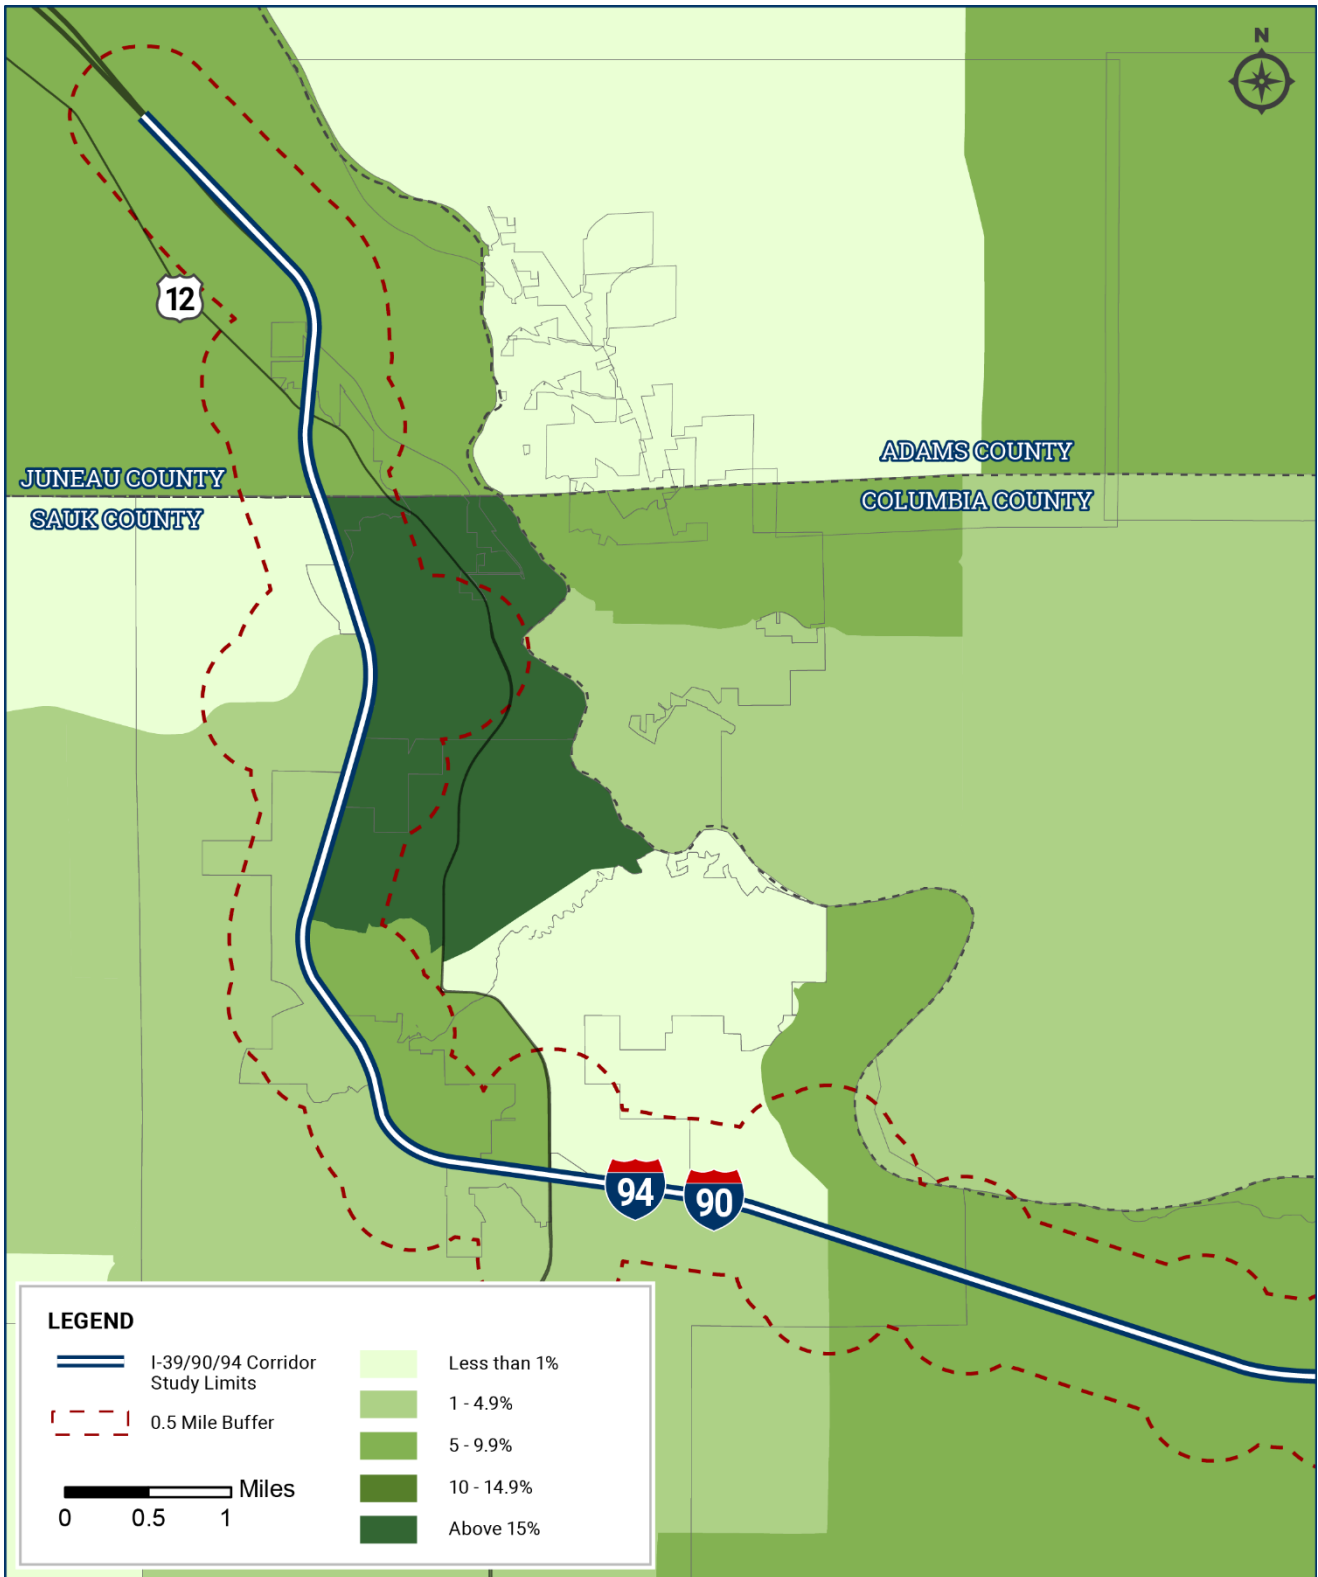 N
12
ADAMS COUNTY
JUNEAU COUNTY
COLUMBIA COUNTY
SAUK COUNTY
94
90
LEGEND
I-39/90/94 Corridor
Study Limits
0.5 Mile Buffer
Miles
0 0.5 1
Less than 1%
1 - 4.9%
5 - 9.9%
10 - 14.9%
Above 15%